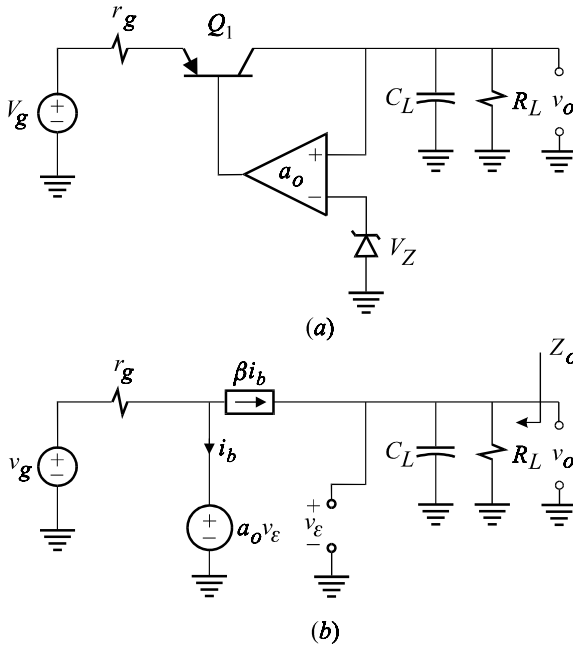 r_g
Q_1
V_g
+
−
a_o
+
−
V_Z
C_L
R_L
v_o
(a)
r_g
βi_b
Z_o
v_g
+
−
i_b
+
−
a_o v_ε
+
v_ε
−
C_L
R_L
v_o
(b)